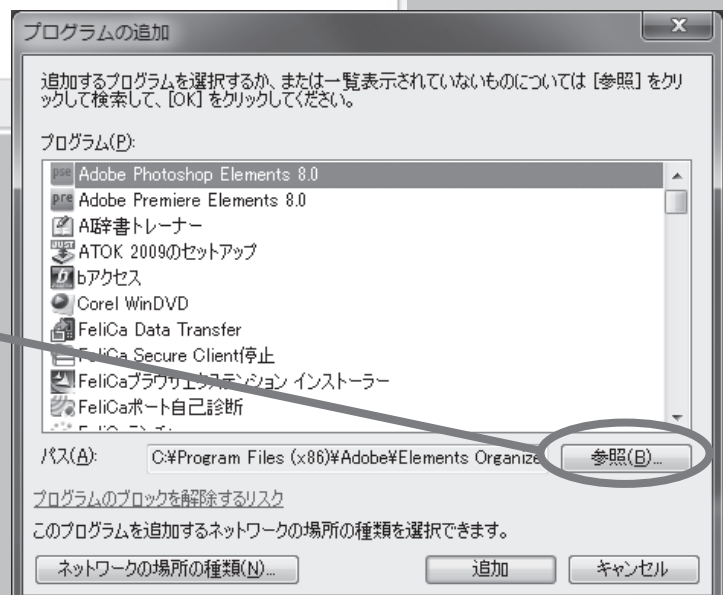 プログラムの追加
追加するプログラムを選択するか、または一覧表示されていないものについては [参照] をクリ
ックして検索して、[OK] をクリックしてください。
プログラム(P):
pse Adobe Photoshop Elements 8.0
pre Adobe Premiere Elements 8.0
AI辞書トレーナー
ATOK 2009のセットアップ
bアクセス
Corel WinDVD
FeliCa Data Transfer
FeliCa Secure Client停止
FeliCaブラウザエクステンション インストーラー
FeliCaポート自己診断
パス(A): C:¥Program Files (x86)¥Adobe¥Elements Organize 参照(B)...
プログラムのブロックを解除するリスク
このプログラムを追加するネットワークの場所の種類を選択できます。
ネットワークの場所の種類(N)... 追加 キャンセル